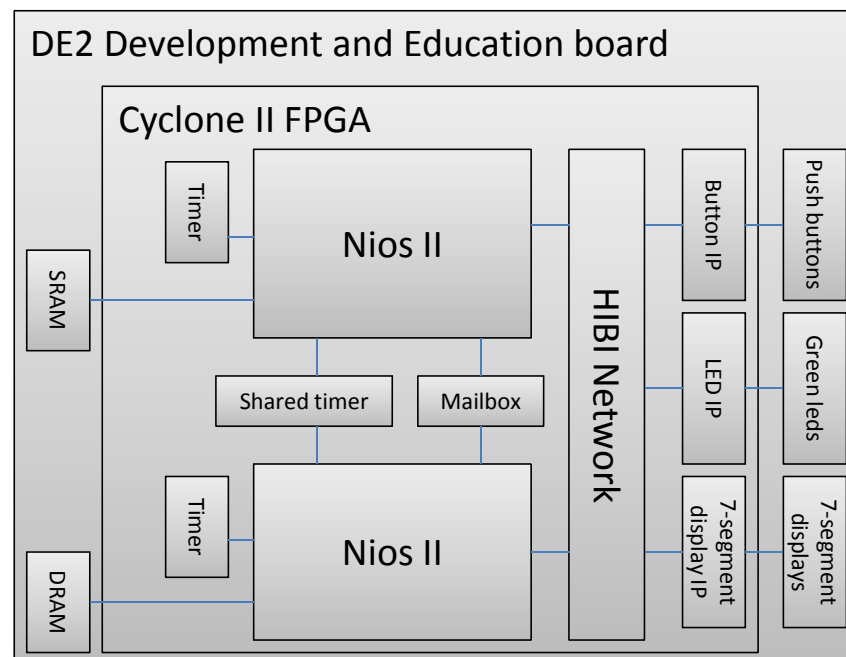 DE2 Development and Education board
Cyclone II FPGA
Timer
Nios II
SRAM
HIBI Network
Button IP
Push buttons
LED IP
Green leds
Shared timer
Mailbox
Timer
Nios II
DRAM
7-segment
display IP
7-segment
displays